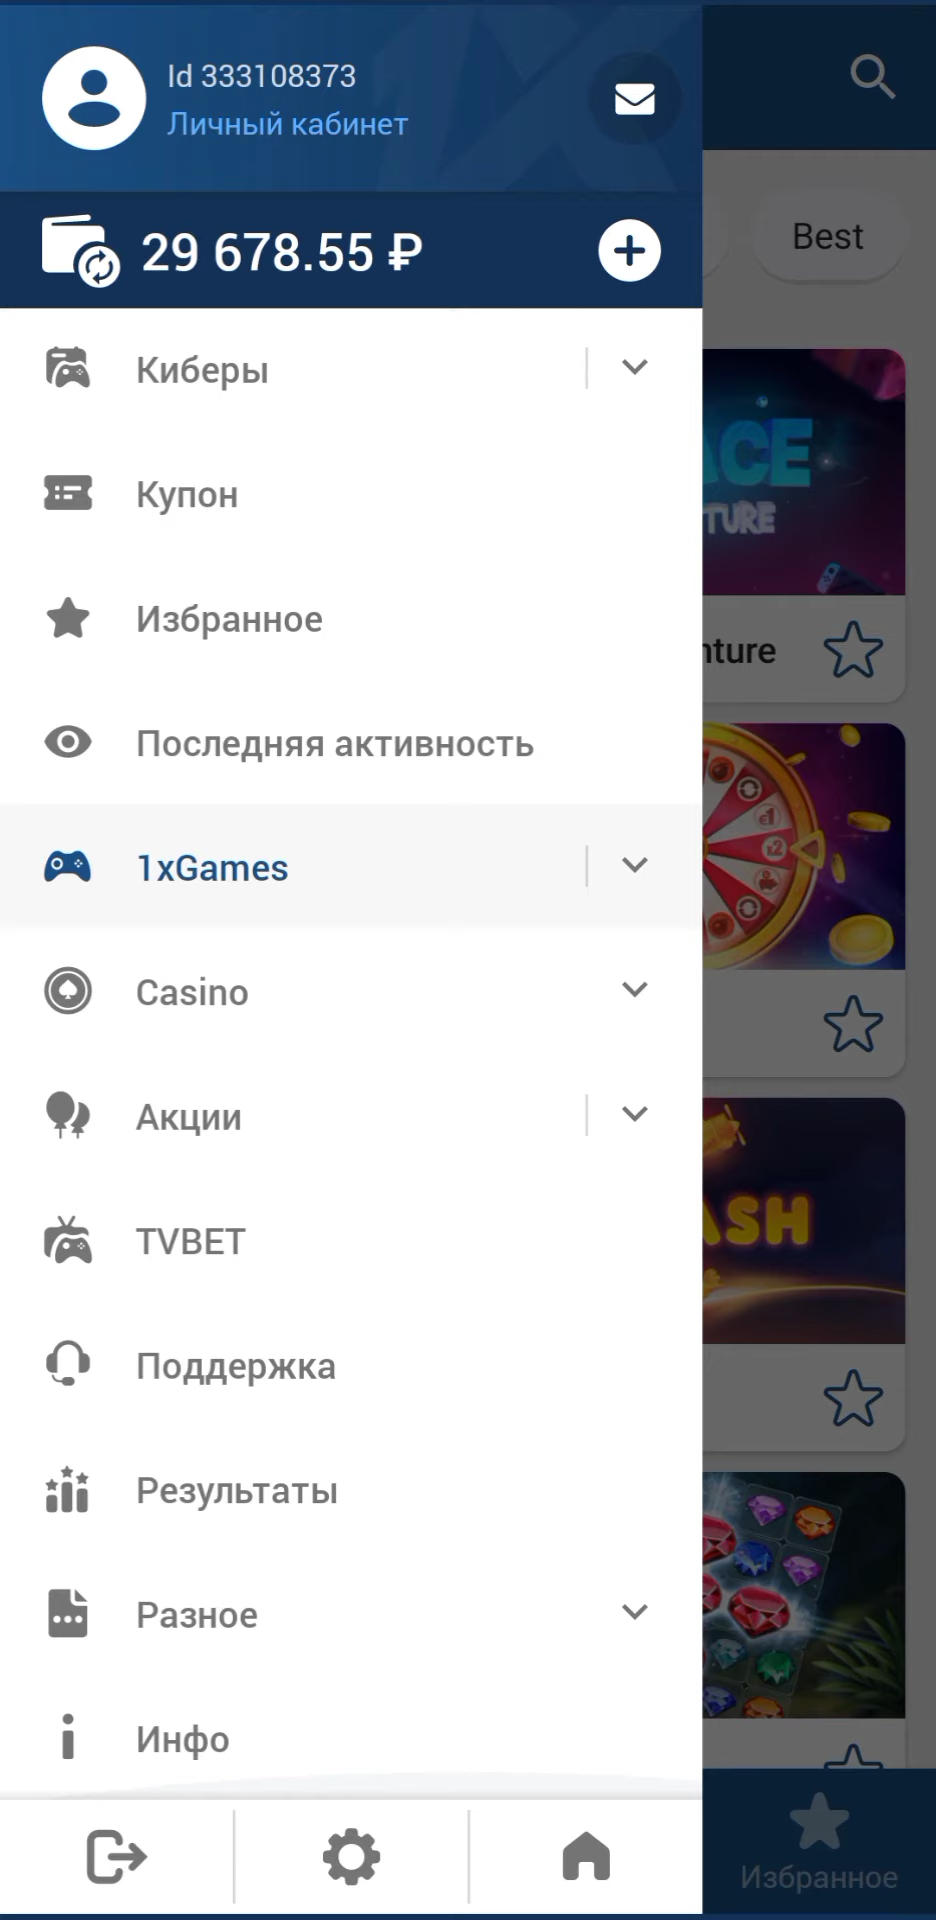 Id 333108373
Личный кабинет
29 678.55 ₽
Best
Киберы
Купон
Избранное
nture
Последняя активность
1xGames
Casino
Акции
TVBET
Поддержка
Результаты
Разное
Инфо
Избранное